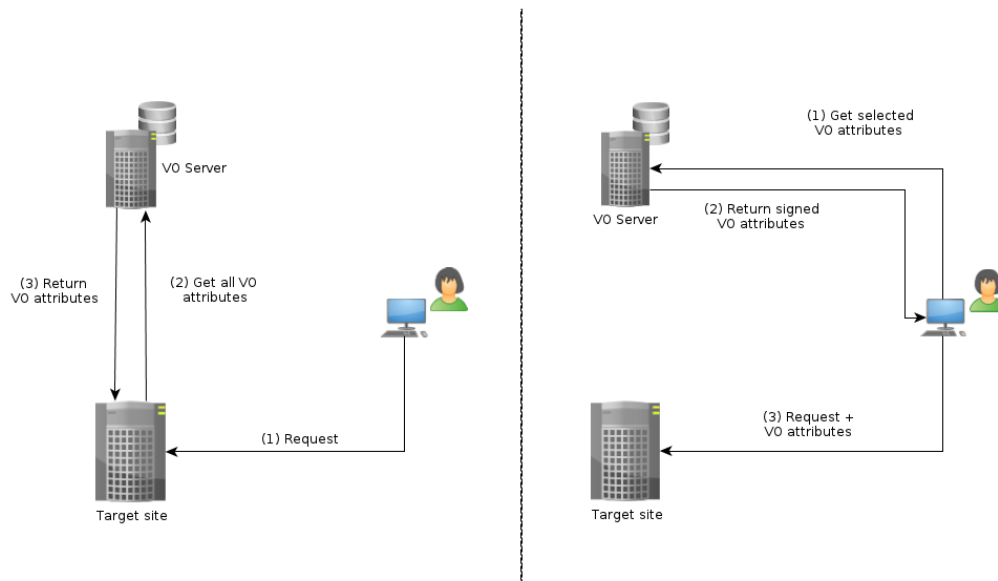 VO Server
(3) Return
VO attributes
(2) Get all VO
attributes
(1) Request
Target site
(1) Get selected
VO attributes
VO Server
(2) Return signed
VO attributes
(3) Request +
VO attributes
Target site